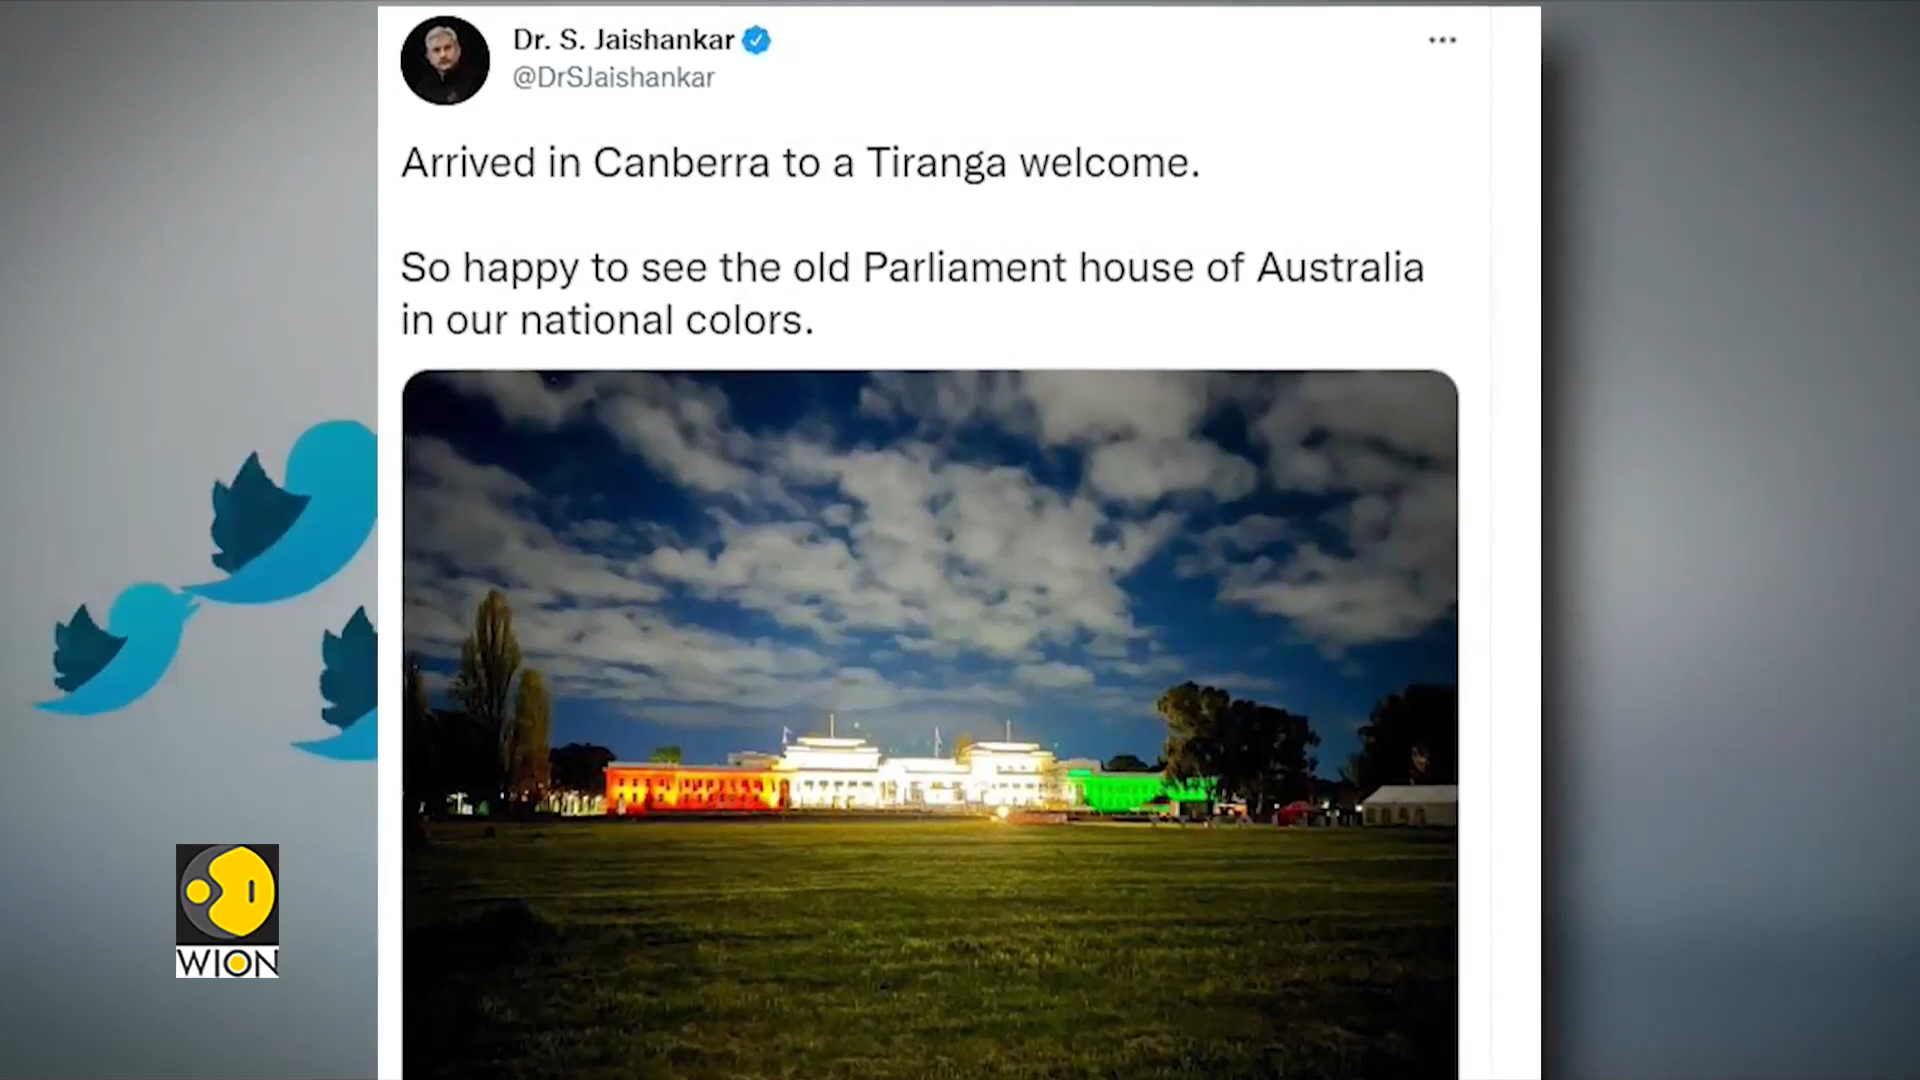 Dr. S. Jaishankar
@DrSJaishankar
Arrived in Canberra to a Tiranga welcome.
So happy to see the old Parliament house of Australia
in our national colors.
WION